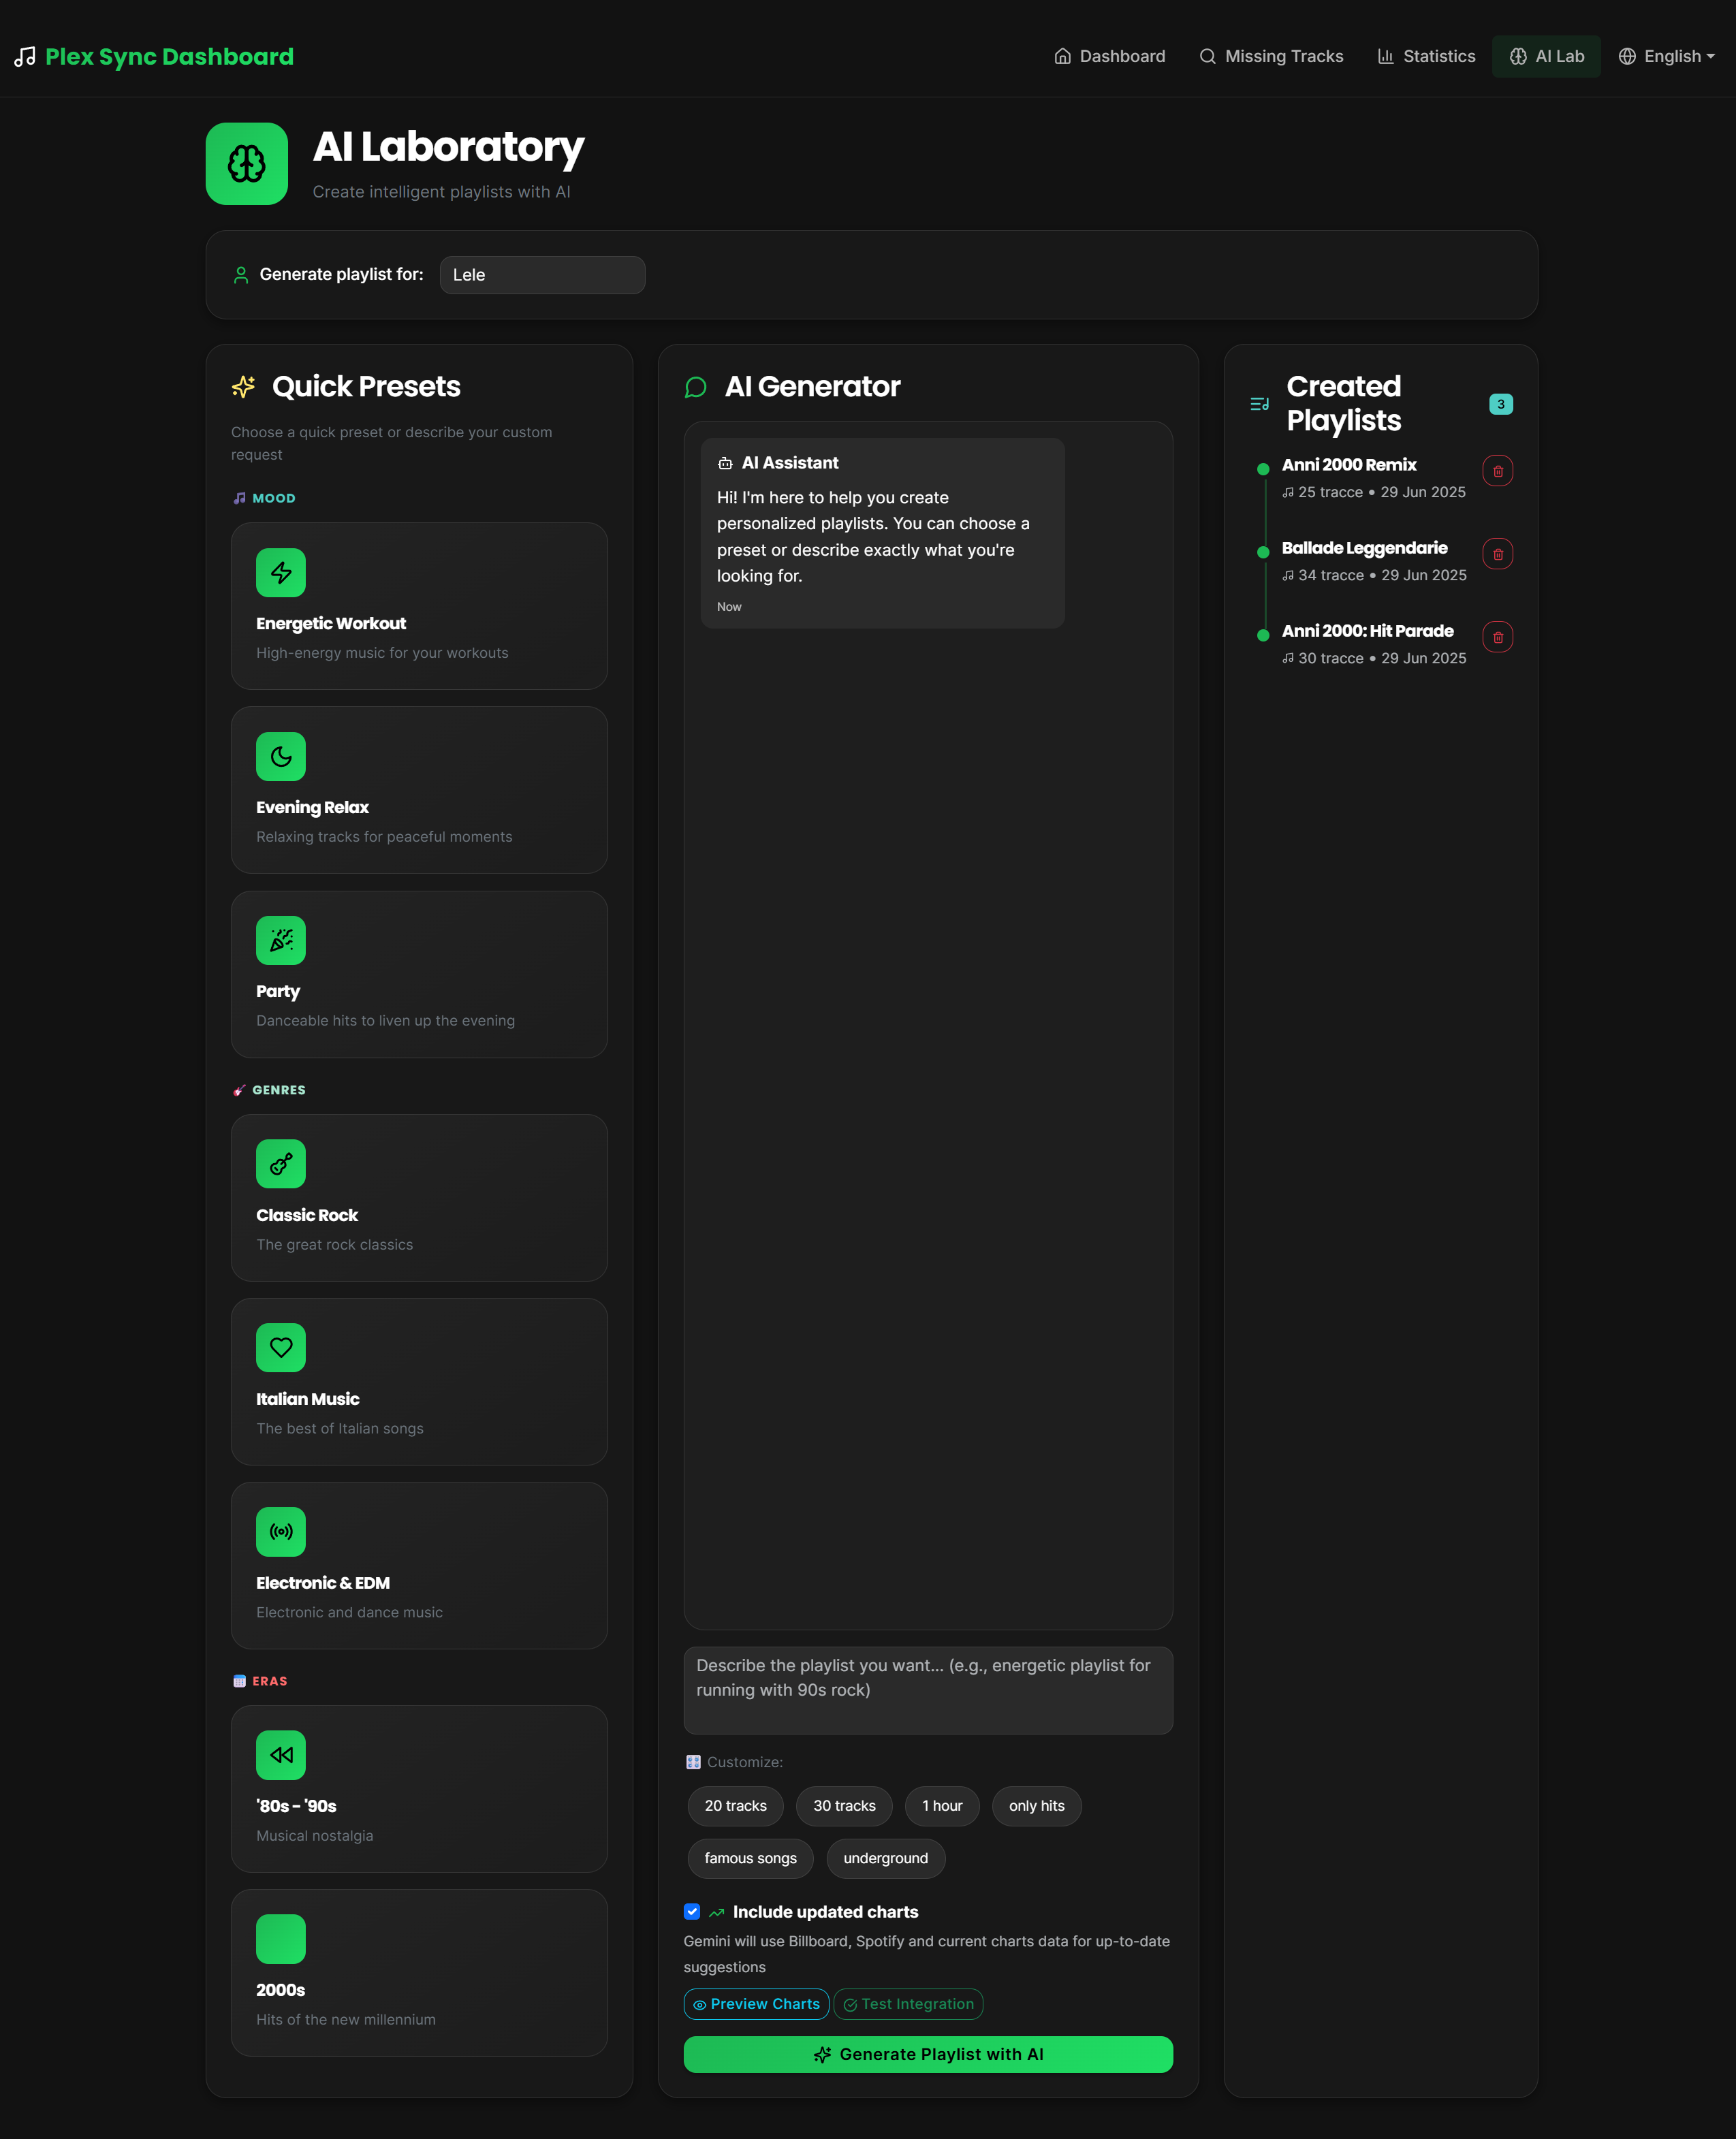 Plex Sync Dashboard
Dashboard
Missing Tracks
Statistics
AI Lab
English
AI Laboratory
Create intelligent playlists with AI
Generate playlist for:
Lele
Quick Presets
Choose a quick preset or describe your custom
request
MOOD
Energetic Workout
High-energy music for your workouts
Evening Relax
Relaxing tracks for peaceful moments
Party
Danceable hits to liven up the evening
GENRES
Classic Rock
The great rock classics
Italian Music
The best of Italian songs
Electronic & EDM
Electronic and dance music
ERAS
'80s - '90s
Musical nostalgia
2000s
Hits of the new millennium
AI Generator
AI Assistant
Hi! I'm here to help you create
personalized playlists. You can choose a
preset or describe exactly what you're
looking for.
Now
Describe the playlist you want... (e.g., energetic playlist for
running with 90s rock)
Customize:
20 tracks
30 tracks
1 hour
only hits
famous songs
underground
Include updated charts
Gemini will use Billboard, Spotify and current charts data for up-to-date
suggestions
Preview Charts
Test Integration
Generate Playlist with AI
Created
Playlists
3
Anni 2000 Remix
25 tracce • 29 Jun 2025
Ballade Leggendarie
34 tracce • 29 Jun 2025
Anni 2000: Hit Parade
30 tracce • 29 Jun 2025